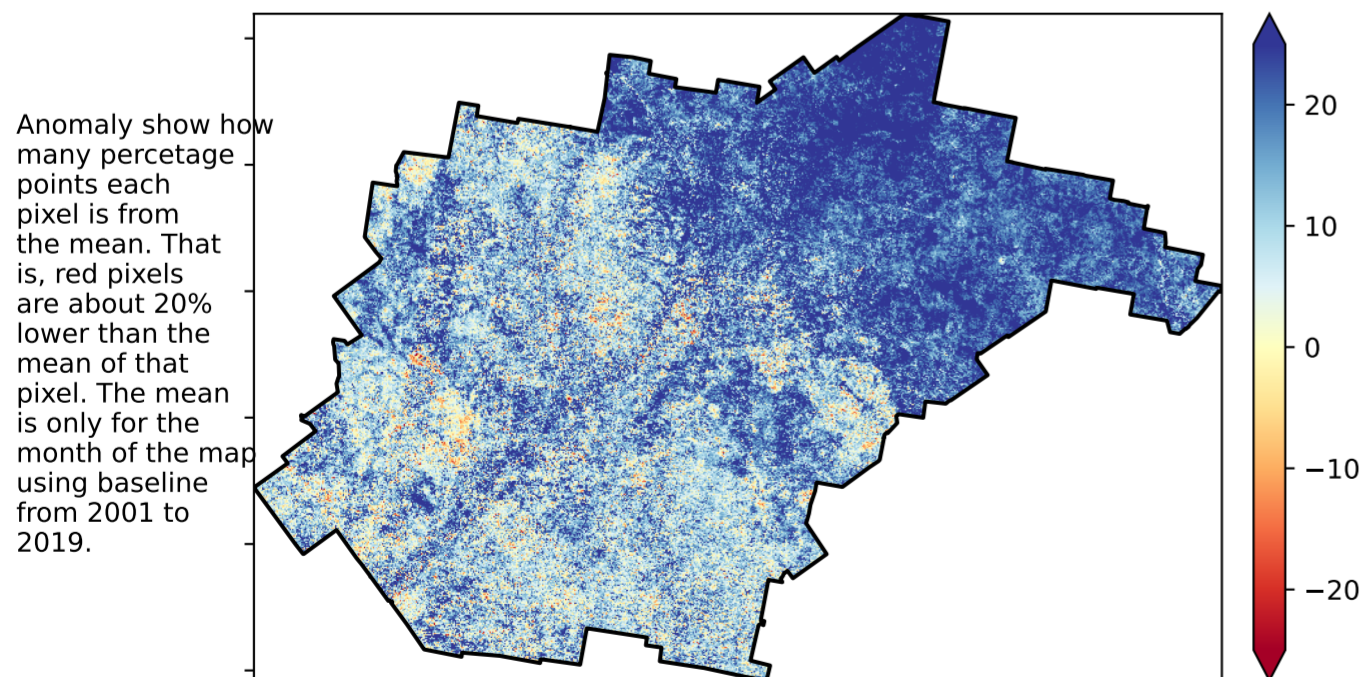 Anomaly show how
many percetage
points each
pixel is from
the mean. That
is, red pixels
are about 20%
lower than the
mean of that
pixel. The mean
is only for the
month of the map
using baseline
from 2001 to
2019.
20
10
0
−10
−20